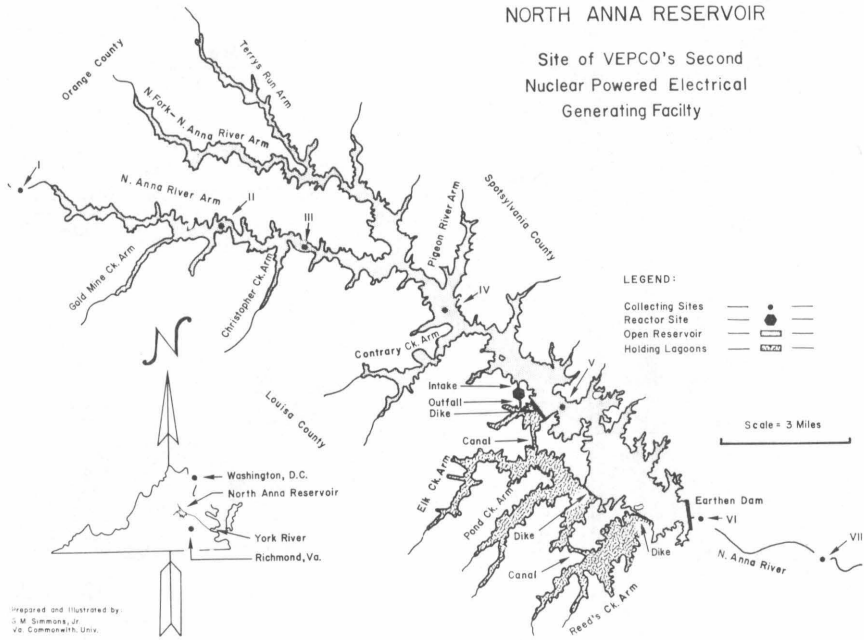 NORTH ANNA RESERVOIR
Site of VEPCO's Second
Nuclear Powered Electrical
Generating Facilty
Orange County
Terrys Run Arm
N. Fork-N. Anna River Arm
I
N. Anna River Arm
II
III
Gold Mine Ck. Arm
Christopher Ck. Arm
Pigeon River Arm
Spotsylvania County
IV
Contrary Ck. Arm
Louisa County
LEGEND:
Collecting Sites
Reactor Site
Open Reservoir
Holding Lagoons
V
Intake
Outfall
Dike
Canal
Scale = 3 Miles
Elk Ck. Arm
Pond Ck. Arm
Dike
Canal
Reed's Ck. Arm
Dike
Earthen Dam
VI
N. Anna River
VII
N
Washington, D.C.
North Anna Reservoir
York River
Richmond, Va.
Prepared and Illustrated by:
G. M. Simmons, Jr.
Va. Commonwlth. Univ.